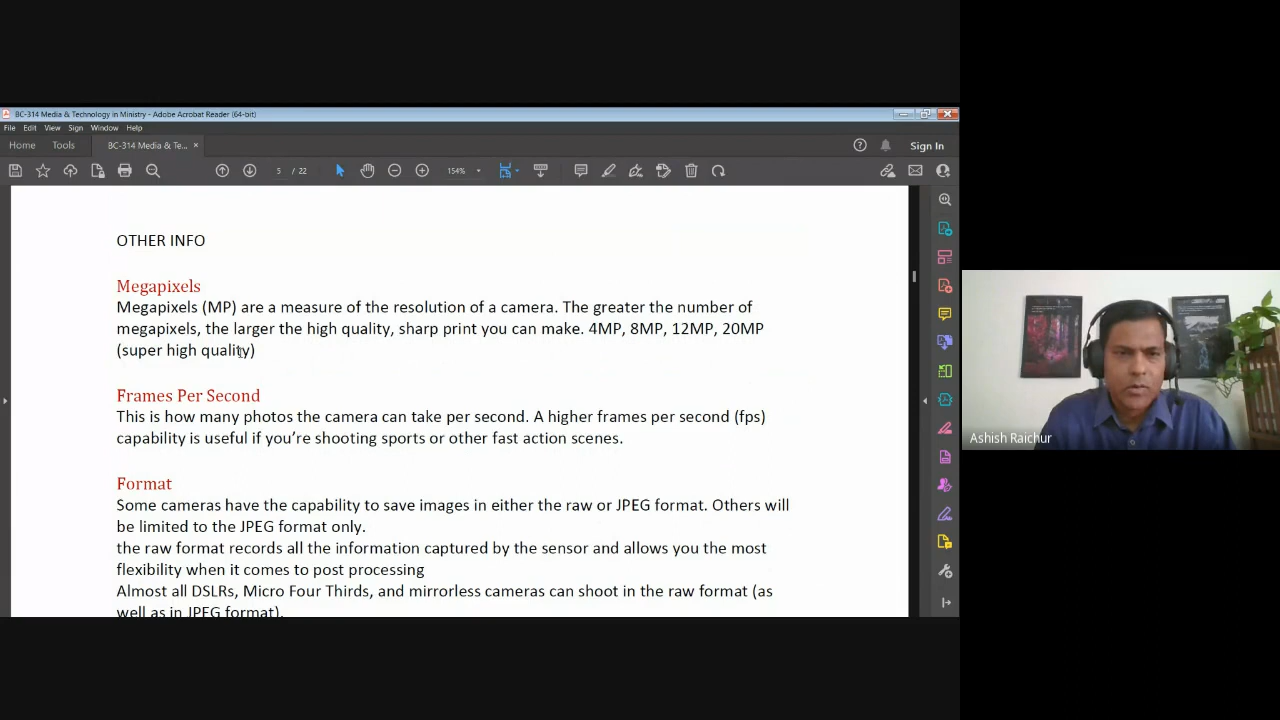 BC-314 Media & Technology in Ministry - Adobe Acrobat Reader (64-bit)
File Edit View Sign Window Help
Home Tools BC-314 Media & Te... × Sign In
5 / 22 154%
OTHER INFO
Megapixels
Megapixels (MP) are a measure of the resolution of a camera. The greater the number of
megapixels, the larger the high quality, sharp print you can make. 4MP, 8MP, 12MP, 20MP
(super high quality)
Frames Per Second
This is how many photos the camera can take per second. A higher frames per second (fps)
capability is useful if you’re shooting sports or other fast action scenes.
Format
Some cameras have the capability to save images in either the raw or JPEG format. Others will
be limited to the JPEG format only.
the raw format records all the information captured by the sensor and allows you the most
flexibility when it comes to post processing
Almost all DSLRs, Micro Four Thirds, and mirrorless cameras can shoot in the raw format (as
well as in JPEG format).
Ashish Raichur